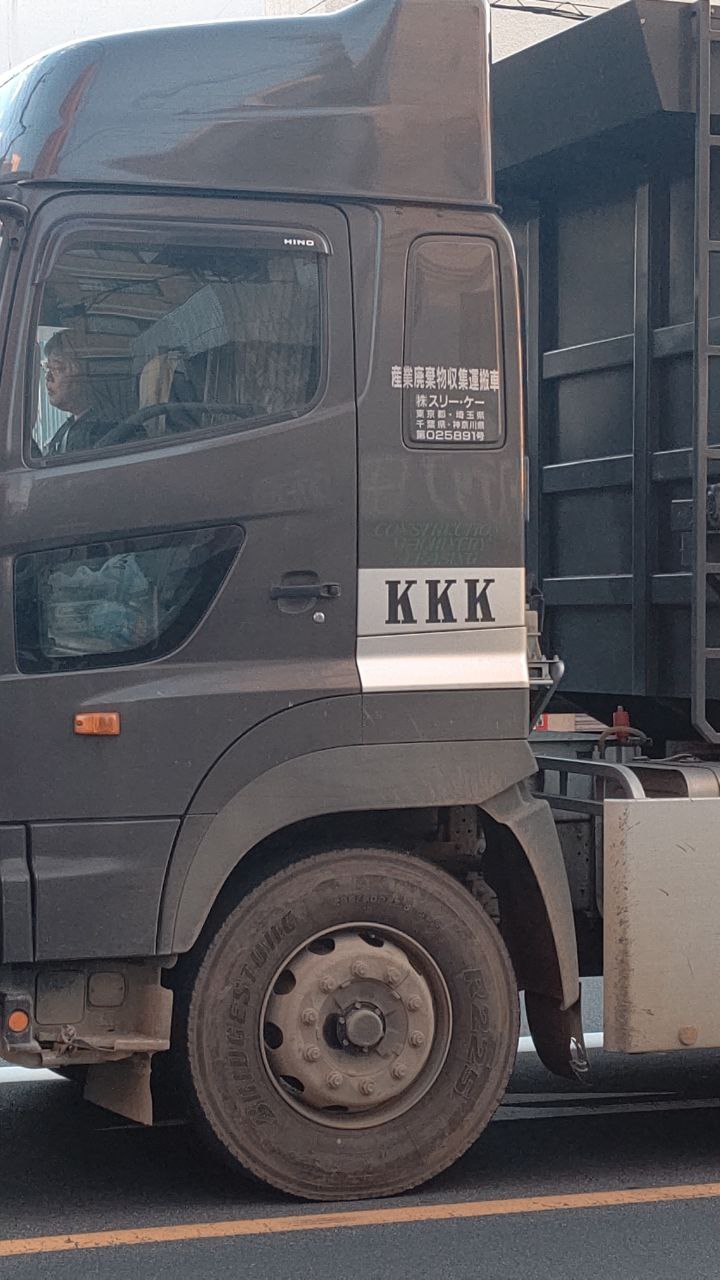 HINO
産業廃棄物収集運搬車
㈱スリー・ケー
東京都・埼玉県
千葉県・神奈川県
第025891号
CONSTRUCTION
KKK
BRIDGESTONE
R225